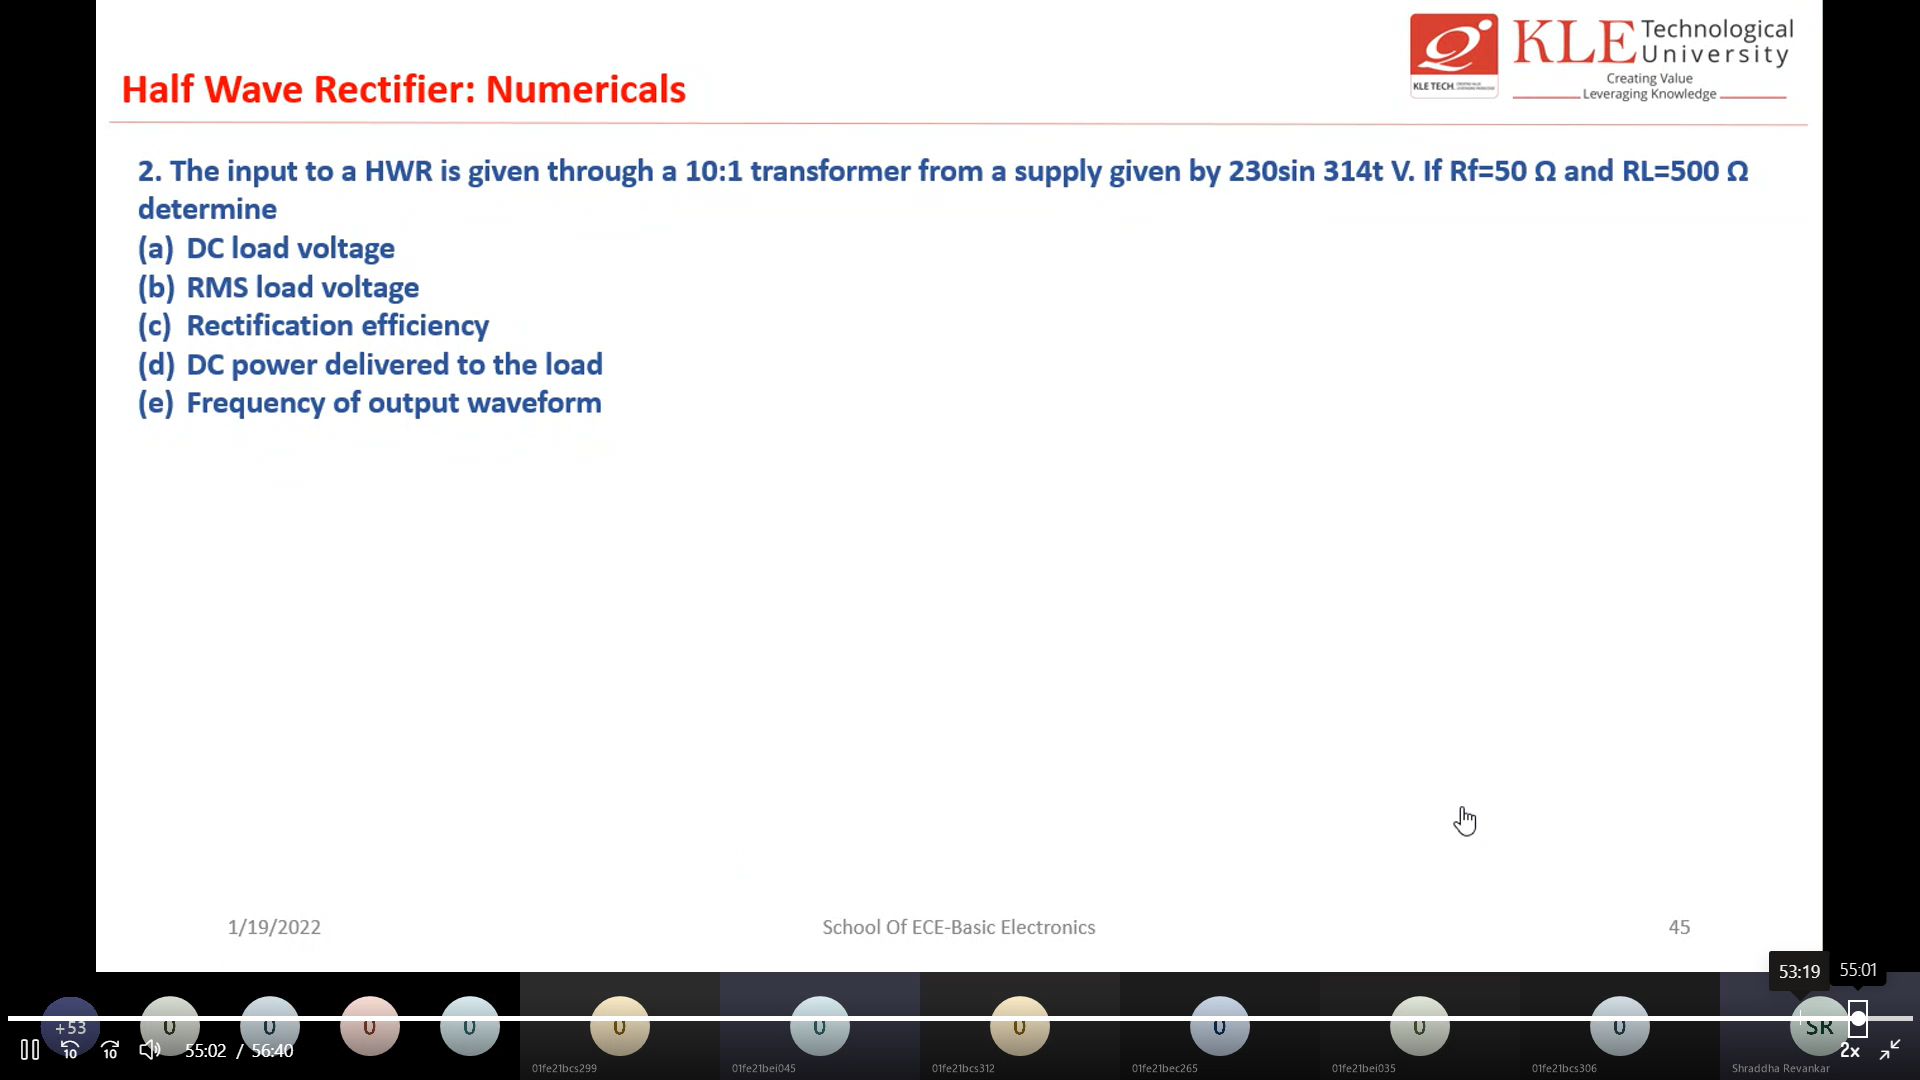 KLE Technological
University
Creating Value
Leveraging Knowledge
KLE TECH.
Half Wave Rectifier: Numericals
2. The input to a HWR is given through a 10:1 transformer from a supply given by 230sin 314t V. If Rf=50 Ω and RL=500 Ω
determine
(a) DC load voltage
(b) RMS load voltage
(c) Rectification efficiency
(d) DC power delivered to the load
(e) Frequency of output waveform
1/19/2022 School Of ECE-Basic Electronics 45
53:19 55:01
+53 U U U U U U U U U U SR
10 10 55:02 / 56:40 2x
01fe21bcs299 01fe21bei045 01fe21bcs312 01fe21bec265 01fe21bei035 01fe21bcs306 Shraddha Revankar